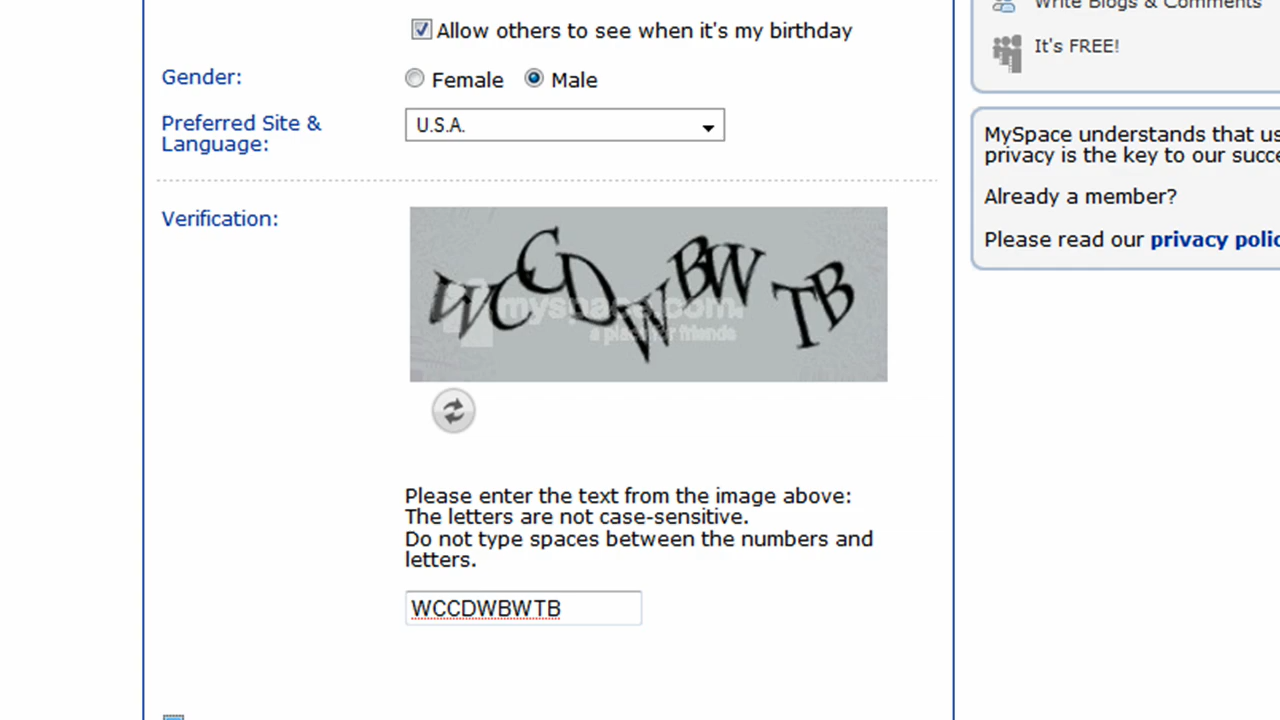 Allow others to see when it's my birthday
Gender:
Female
Male
Preferred Site &
Language:
U.S.A.
Verification:
WCCDWBWTB
myspace.com.
a place for friends
Please enter the text from the image above:
The letters are not case-sensitive.
Do not type spaces between the numbers and
letters.
WCCDWBWTB
Write Blogs & Comments
It's FREE!
MySpace understands that us
privacy is the key to our succe
Already a member?
Please read our privacy polic